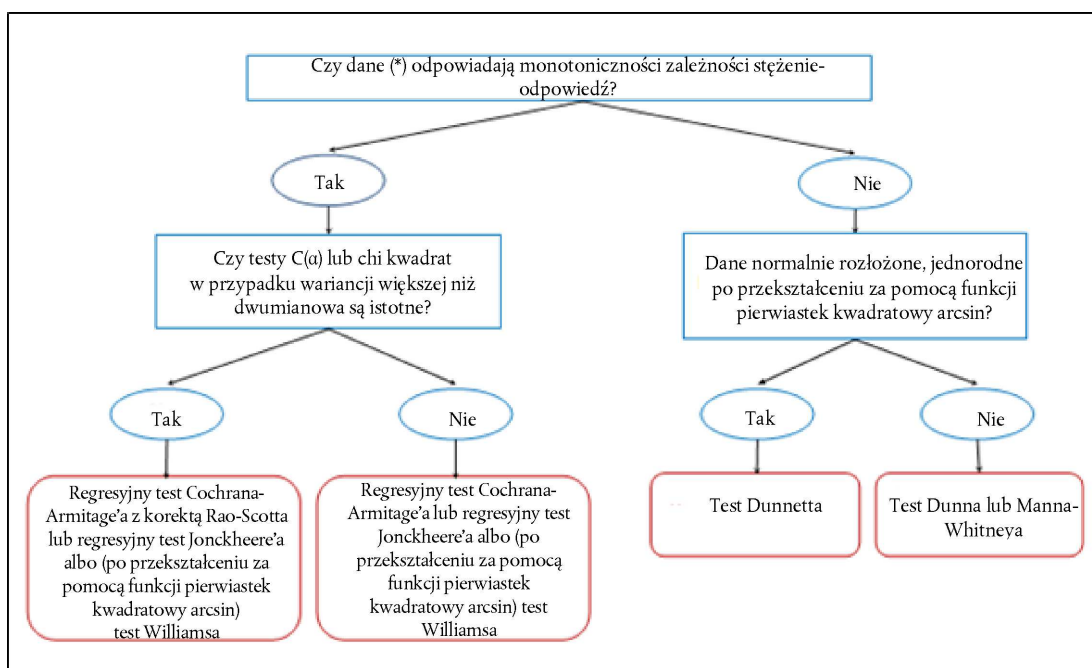 Czy dane (*) odpowiadają monotoniczności zależności stężenie-
odpowiedź?
Tak
Nie
Czy testy C(α) lub chi kwadrat
w przypadku wariancji większej niż
dwumianowa są istotne?
Dane normalnie rozłożone, jednorodne
po przekształceniu za pomocą funkcji
pierwiastek kwadratowy arcsin?
Tak
Nie
Tak
Nie
Regresyjny test Cochrana-
Armitage’a z korektą Rao-Scotta
lub regresyjny test Jonckheere’a
albo (po przekształceniu za
pomocą funkcji pierwiastek
kwadratowy arcsin)
test Williamsa
Regresyjny test Cochrana-
Armitage’a lub regresyjny test
Jonckheere’a albo (po
przekształceniu za pomocą
funkcji pierwiastek
kwadratowy arcsin) test
Williamsa
Test Dunnetta
Test Dunna lub Manna-
Whitneya